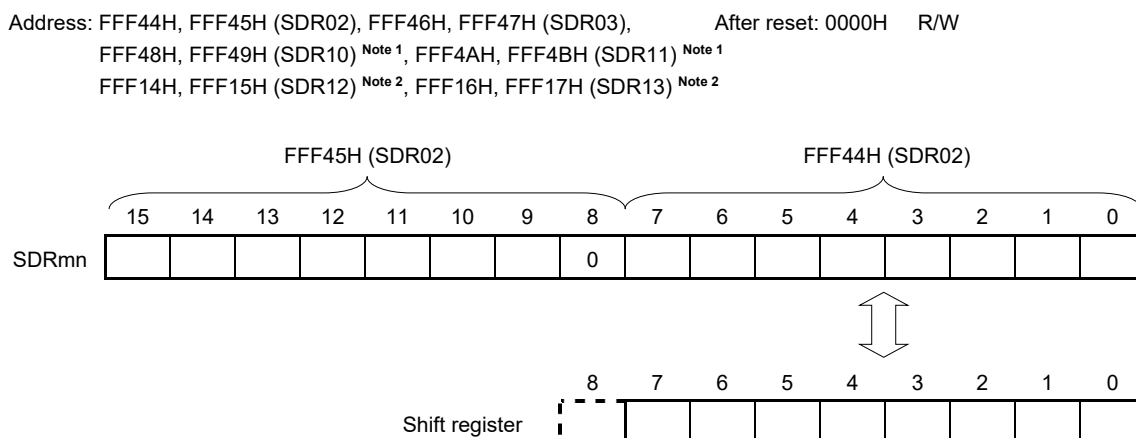 Address: FFF44H, FFF45H (SDR02), FFF46H, FFF47H (SDR03), After reset: 0000H R/W
FFF48H, FFF49H (SDR10) Note 1, FFF4AH, FFF4BH (SDR11) Note 1
FFF14H, FFF15H (SDR12) Note 2, FFF16H, FFF17H (SDR13) Note 2
FFF45H (SDR02) FFF44H (SDR02)
15 14 13 12 11 10 9 8 7 6 5 4 3 2 1 0
SDRmn 0
8 7 6 5 4 3 2 1 0
Shift register